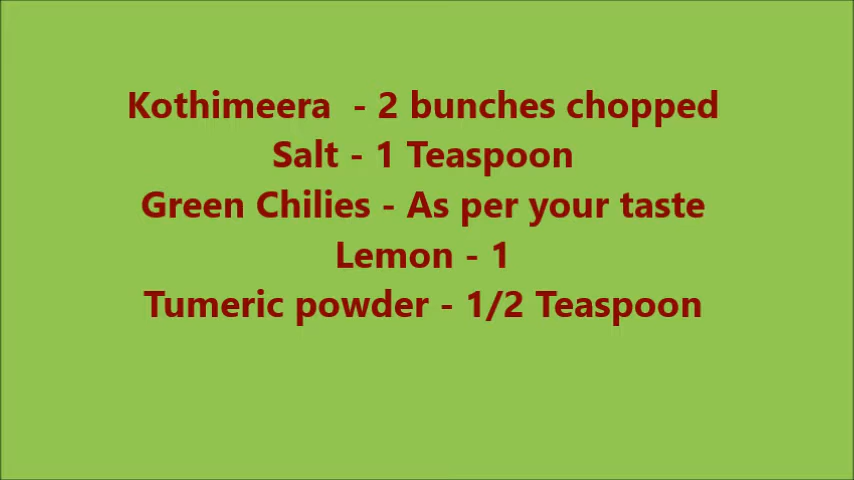 Kothimeera - 2 bunches chopped
Salt - 1 Teaspoon
Green Chilies - As per your taste
Lemon - 1
Tumeric powder - 1/2 Teaspoon